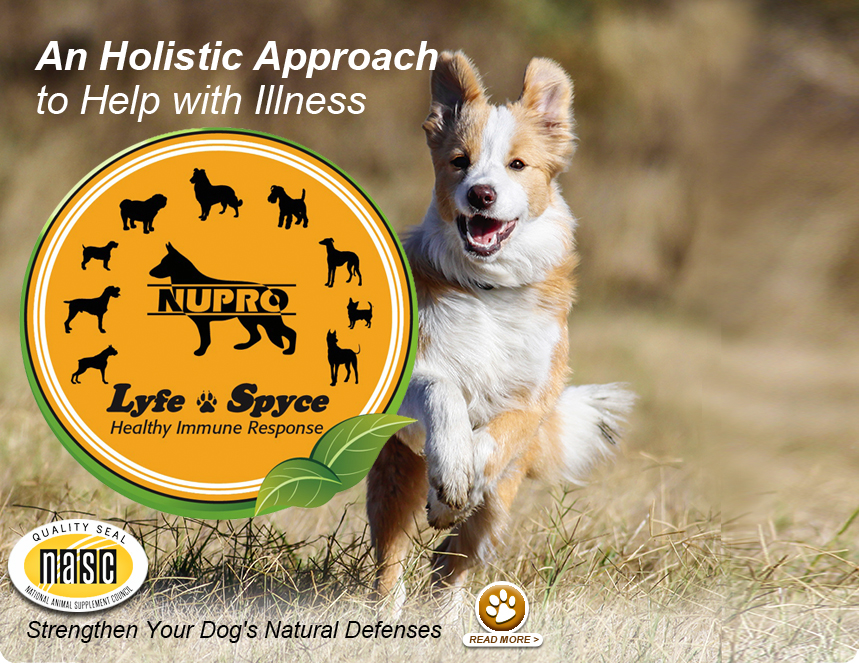 An Holistic Approach
to Help with Illness
NUPRO
Lyfe Spyce
Healthy Immune Response
QUALITY SEAL
nasc
NATIONAL ANIMAL SUPPLEMENT COUNCIL
Strengthen Your Dog's Natural Defenses
READ MORE >